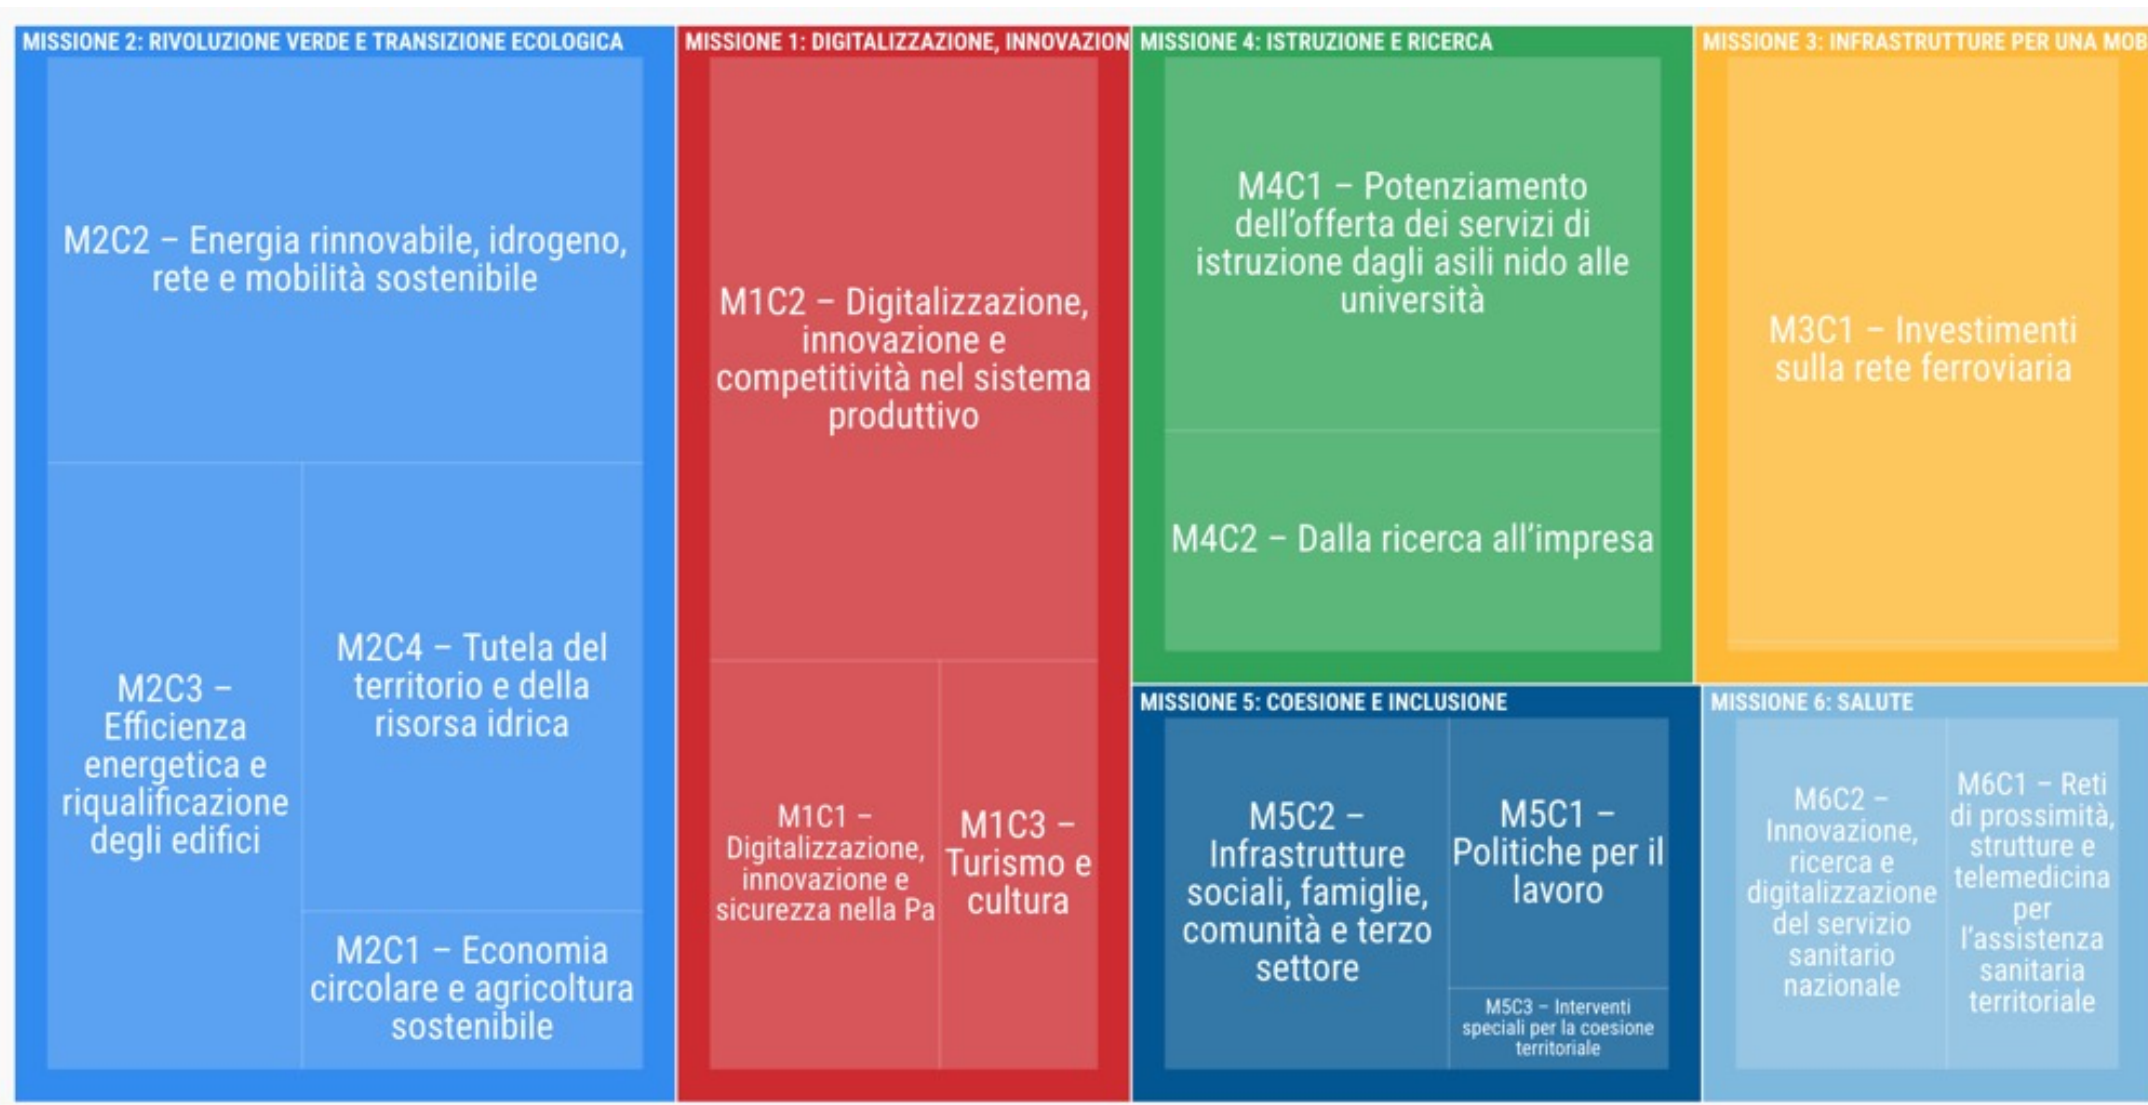 MISSIONE 2: RIVOLUZIONE VERDE E TRANSIZIONE ECOLOGICA
M2C2 – Energia rinnovabile, idrogeno,
rete e mobilità sostenibile
M2C3 –
Efficienza
energetica e
riqualificazione
degli edifici
M2C4 – Tutela del
territorio e della
risorsa idrica
M2C1 – Economia
circolare e agricoltura
sostenibile
MISSIONE 1: DIGITALIZZAZIONE, INNOVAZION
M1C2 – Digitalizzazione,
innovazione e
competitività nel sistema
produttivo
M1C1 –
Digitalizzazione,
innovazione e
sicurezza nella Pa
M1C3 –
Turismo e
cultura
MISSIONE 4: ISTRUZIONE E RICERCA
M4C1 – Potenziamento
dell'offerta dei servizi di
istruzione dagli asili nido alle
università
M4C2 – Dalla ricerca all'impresa
MISSIONE 3: INFRASTRUTTURE PER UNA MOB
M3C1 – Investimenti
sulla rete ferroviaria
MISSIONE 5: COESIONE E INCLUSIONE
M5C2 –
Infrastrutture
sociali, famiglie,
comunità e terzo
settore
M5C1 –
Politiche per il
lavoro
M5C3 – Interventi
speciali per la coesione
territoriale
MISSIONE 6: SALUTE
M6C2 –
Innovazione,
ricerca e
digitalizzazione
del servizio
sanitario
nazionale
M6C1 – Reti
di prossimità,
strutture e
telemedicina
per
l'assistenza
sanitaria
territoriale